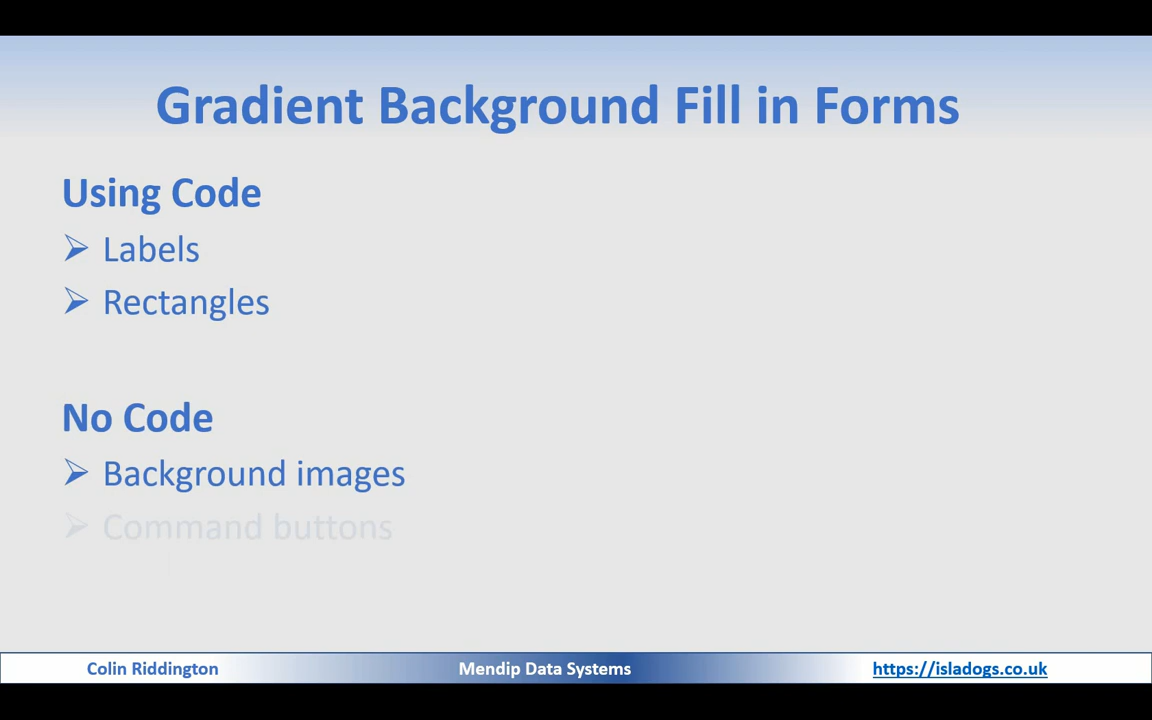 Gradient Background Fill in Forms
Using Code
➢ Labels
➢ Rectangles
No Code
➢ Background images
➢ Command buttons
Colin Riddington
Mendip Data Systems
https://isladogs.co.uk